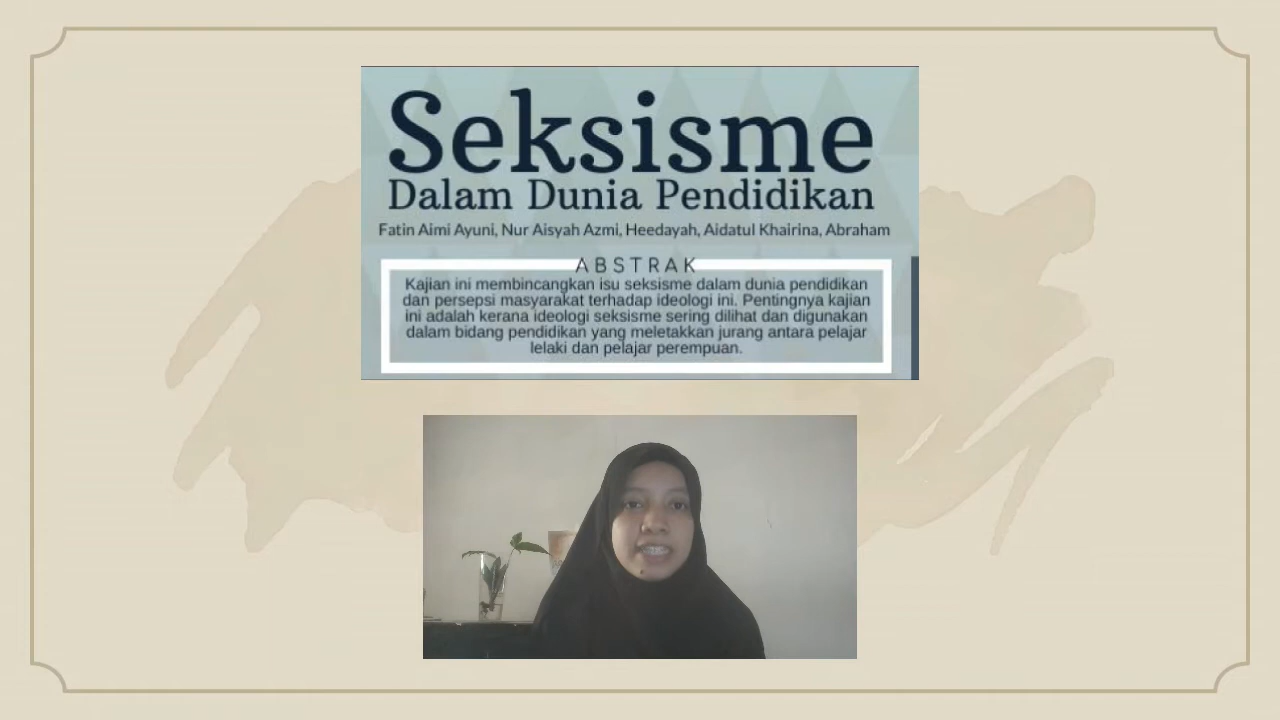 Seksisme
Dalam Dunia Pendidikan
Fatin Aimi Ayuni, Nur Aisyah Azmi, Heedayah, Aidatul Khairina, Abraham
ABSTRAK
Kajian ini membincangkan isu seksisme dalam dunia pendidikan
dan persepsi masyarakat terhadap ideologi ini. Pentingnya kajian
ini adalah kerana ideologi seksisme sering dilihat dan digunakan
dalam bidang pendidikan yang meletakkan jurang antara pelajar
lelaki dan pelajar perempuan.